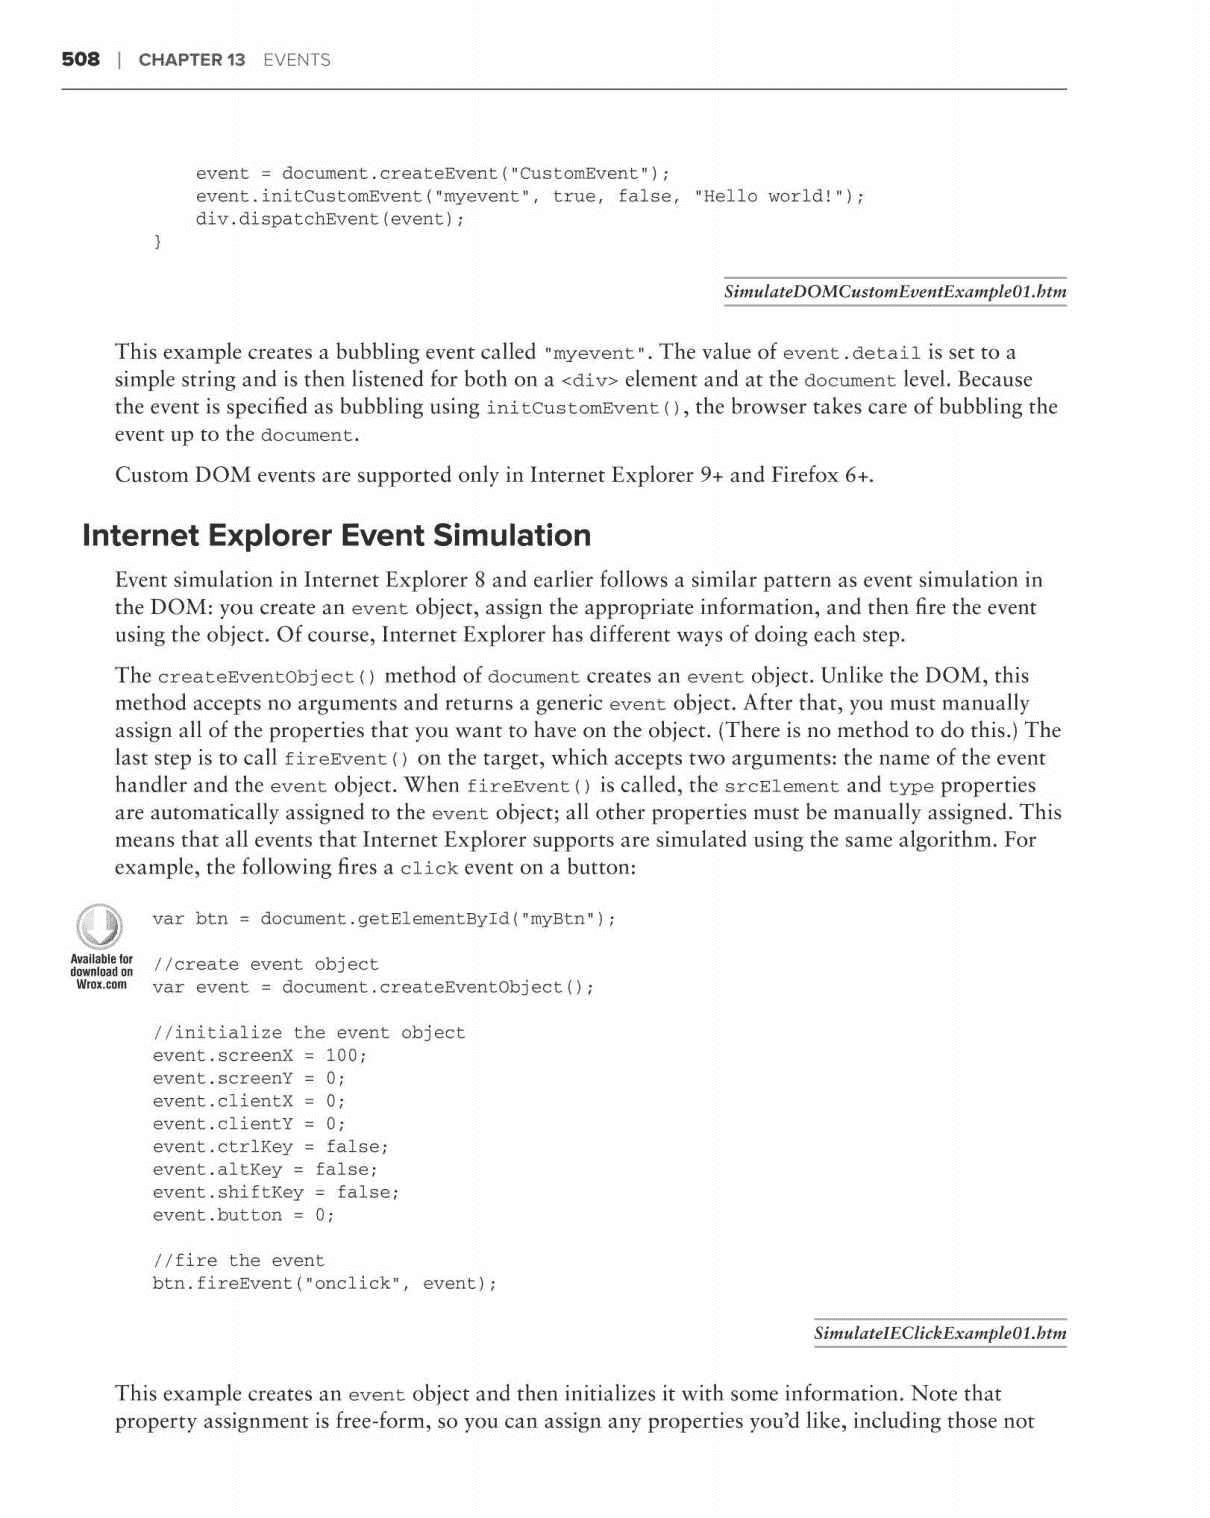 508 | CHAPTER 13 EVENTS
event = document.createEvent("CustomEvent");
event.initCustomEvent("myevent", true, false, "Hello world!");
div.dispatchEvent(event);
}
SimulateDOMCustomEventExample01.htm
This example creates a bubbling event called "myevent". The value of event.detail is set to a
simple string and is then listened for both on a <div> element and at the document level. Because
the event is specified as bubbling using initCustomEvent(), the browser takes care of bubbling the
event up to the document.
Custom DOM events are supported only in Internet Explorer 9+ and Firefox 6+.
Internet Explorer Event Simulation
Event simulation in Internet Explorer 8 and earlier follows a similar pattern as event simulation in
the DOM: you create an event object, assign the appropriate information, and then fire the event
using the object. Of course, Internet Explorer has different ways of doing each step.
The createEventObject() method of document creates an event object. Unlike the DOM, this
method accepts no arguments and returns a generic event object. After that, you must manually
assign all of the properties that you want to have on the object. (There is no method to do this.) The
last step is to call fireEvent() on the target, which accepts two arguments: the name of the event
handler and the event object. When fireEvent() is called, the srcElement and type properties
are automatically assigned to the event object; all other properties must be manually assigned. This
means that all events that Internet Explorer supports are simulated using the same algorithm. For
example, the following fires a click event on a button:
Available for
download on
Wrox.com
var btn = document.getElementById("myBtn");
//create event object
var event = document.createEventObject();
//initialize the event object
event.screenX = 100;
event.screenY = 0;
event.clientX = 0;
event.clientY = 0;
event.ctrlKey = false;
event.altKey = false;
event.shiftKey = false;
event.button = 0;
//fire the event
btn.fireEvent("onclick", event);
SimulateIEClickExample01.htm
This example creates an event object and then initializes it with some information. Note that
property assignment is free-form, so you can assign any properties you'd like, including those not